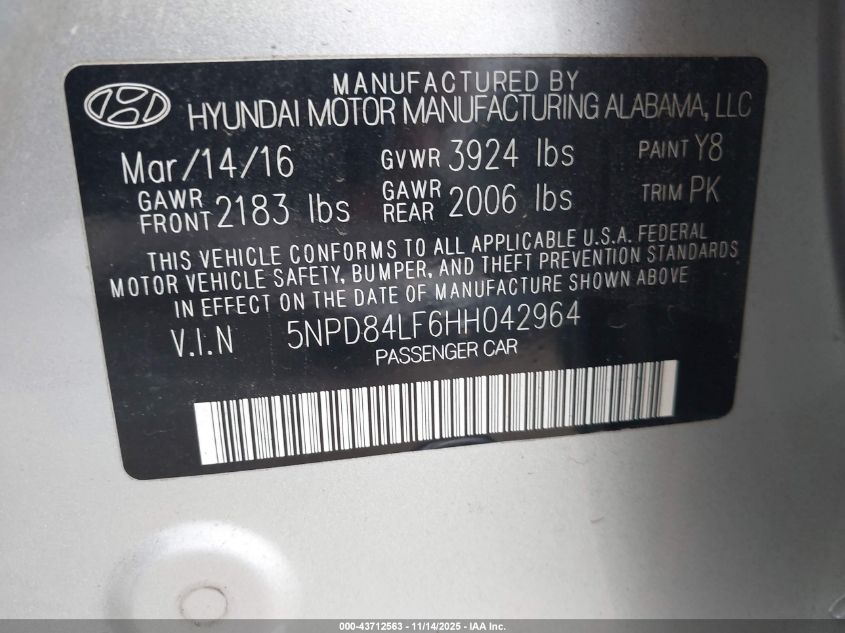 MANUFACTURED BY
HYUNDAI MOTOR MANUFACTURING ALABAMA, LLC
Mar/14/16 GVWR 3924 lbs PAINT Y8
GAWR FRONT 2183 lbs GAWR REAR 2006 lbs TRIM PK
THIS VEHICLE CONFORMS TO ALL APPLICABLE U.S.A. FEDERAL
MOTOR VEHICLE SAFETY, BUMPER, AND THEFT PREVENTION STANDARDS
IN EFFECT ON THE DATE OF MANUFACTURE SHOWN ABOVE
V.I.N 5NPD84LF6HH042964
PASSENGER CAR
000-43712563 - 11/14/2025 - IAA Inc.